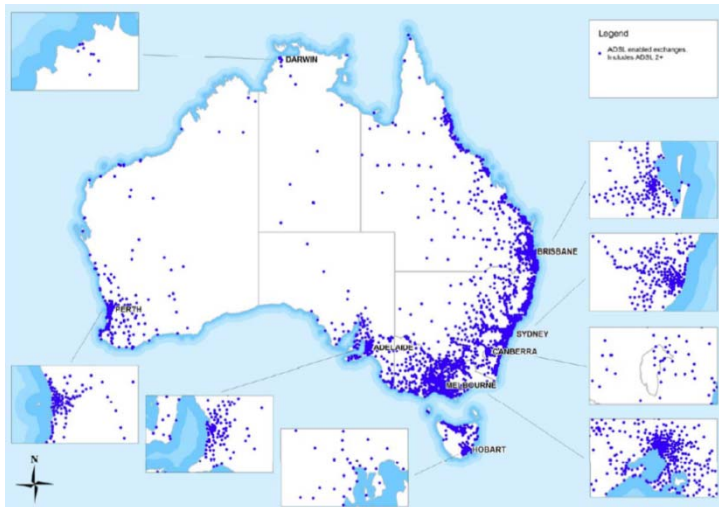 Legend
ADSL enabled exchanges.
Includes ADSL 2+
DARWIN
BRISBANE
PERTH
SYDNEY
ADELAIDE
CANBERRA
MELBOURNE
HOBART
N